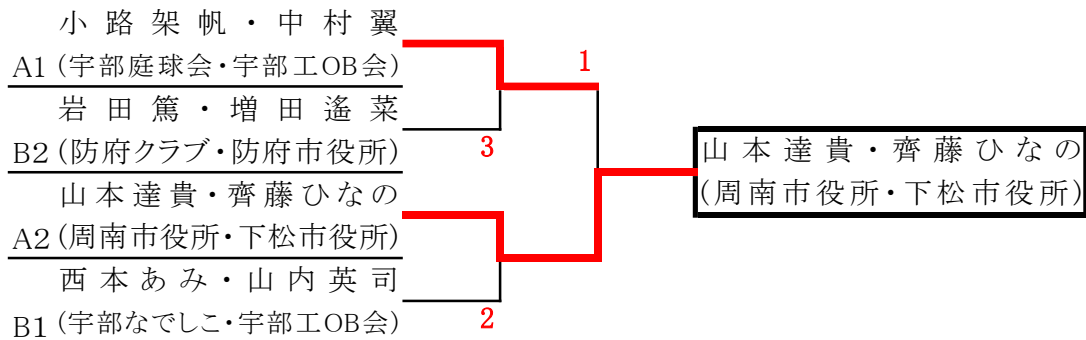 小路架帆・中村翼
A1 (宇部庭球会・宇部工OB会)
1
岩田篤・増田遙菜
B2 (防府クラブ・防府市役所)
3
山本達貴・齊藤ひなの
(周南市役所・下松市役所)
山本達貴・齊藤ひなの
A2 (周南市役所・下松市役所)
西本あみ・山内英司
B1 (宇部なでしこ・宇部工OB会)
2